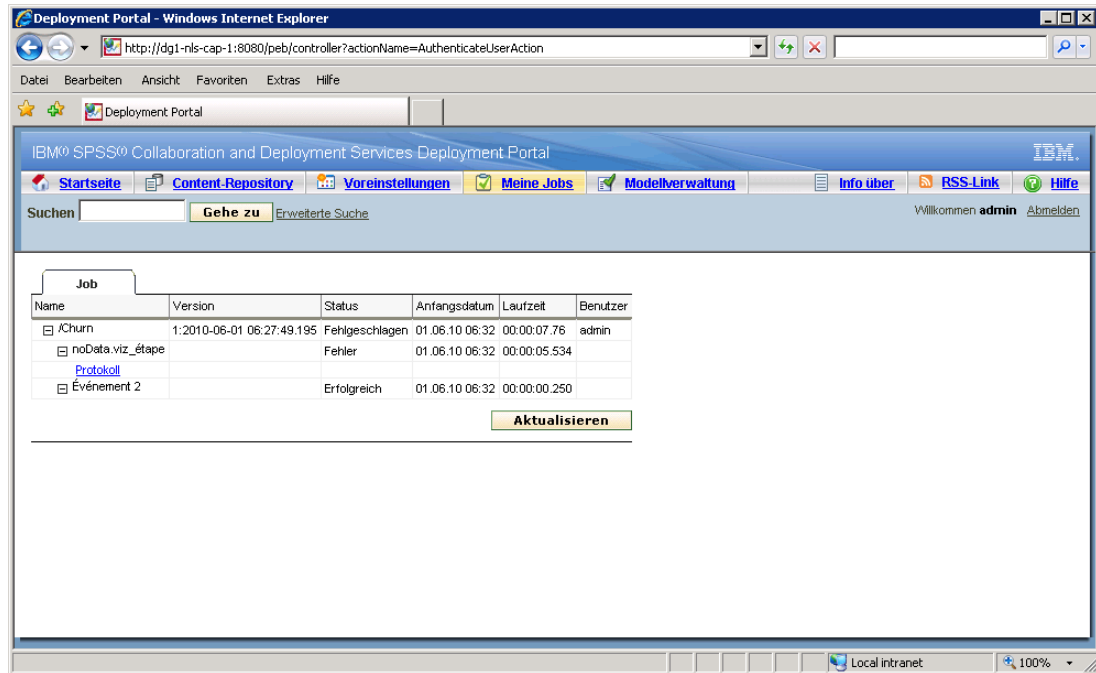 Deployment Portal - Windows Internet Explorer
http://dg1-nls-cap-1:8080/peb/controller?actionName=AuthenticateUserAction
Datei Bearbeiten Ansicht Favoriten Extras Hilfe
Deployment Portal
IBM® SPSS® Collaboration and Deployment Services Deployment Portal IBM.
Startseite Content-Repository Voreinstellungen Meine Jobs Modellverwaltung Info über RSS-Link Hilfe
Suchen Gehe zu Erweiterte Suche Willkommen admin Abmelden
Job
Name Version Status Anfangsdatum Laufzeit Benutzer
/Churn 1:2010-06-01 06:27:49.195 Fehlgeschlagen 01.06.10 06:32 00:00:07.76 admin
noData.viz_étape Fehler 01.06.10 06:32 00:00:05.534
Protokoll
Événement 2 Erfolgreich 01.06.10 06:32 00:00:00.250
Aktualisieren
Local intranet 100%